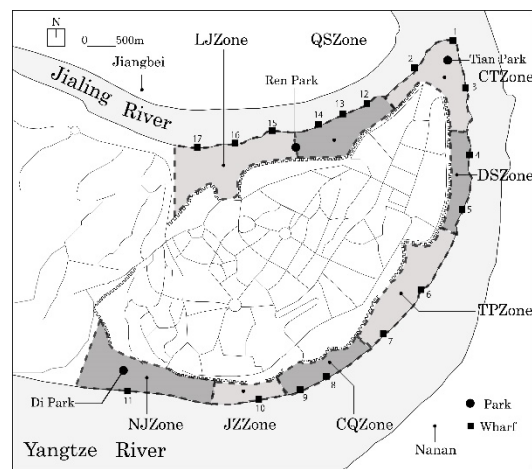 N
0 500m
LJZone
QSZone
Jiangbei
Jialing River
Ren Park
Tian Park
CTZone
1
2
3
12
13
14
15
16
17
4
DSZone
5
6
TPZone
7
Di Park
11
NJZone
JZZone
10
9
8
CQZone
Park
Wharf
Nanan
Yangtze River